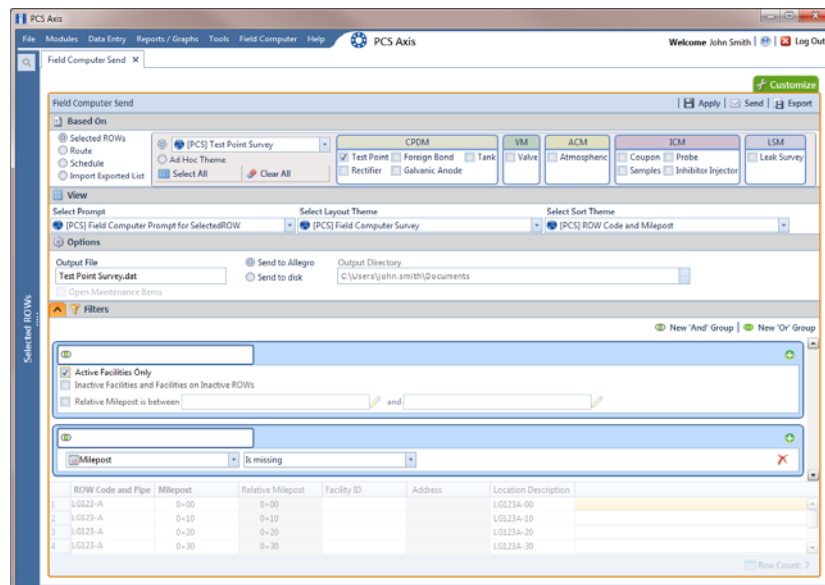 PCS Axis
File Modules Data Entry Reports / Graphs Tools Field Computer Help PCS Axis Welcome John Smith | | Log Out
Field Computer Send X
Customize
Field Computer Send | Apply | Send | Export
Based On
Selected ROWs
Route
Schedule
Import Exported List
[PCS] Test Point Survey
Ad Hoc Theme
Select All Clear All
CPDM
Test Point Foreign Bond Tank
Rectifier Galvanic Anode
VM
Valve
ACM
Atmospheric
ICM
Coupon Probe
Samples Inhibitor Injector
LSM
Leak Survey
View
Select Prompt Select Layout Theme Select Sort Theme
[PCS] Field Computer Prompt for SelectedROW [PCS] Field Computer Survey [PCS] ROW Code and Milepost
Options
Output File
Test Point Survey.dat
Open Maintenance Items
Send to Allegro
Send to disk
Output Directory
C:\Users\john.smith\Documents
Selected ROWs
Filters
New 'And' Group | New 'Or' Group
Active Facilities Only
Inactive Facilities and Facilities on Inactive ROWs
Relative Milepost is between and
Milepost Is missing
ROW Code and Pipe Milepost Relative Milepost Facility ID Address Location Description
1 LG123-A 0+00 0+00 LG123A-00
2 LG123-A 0+10 0+10 LG123A-10
3 LG123-A 0+20 0+20 LG123A-20
4 LG123-A 0+30 0+30 LG123A-30
Row Count: 7